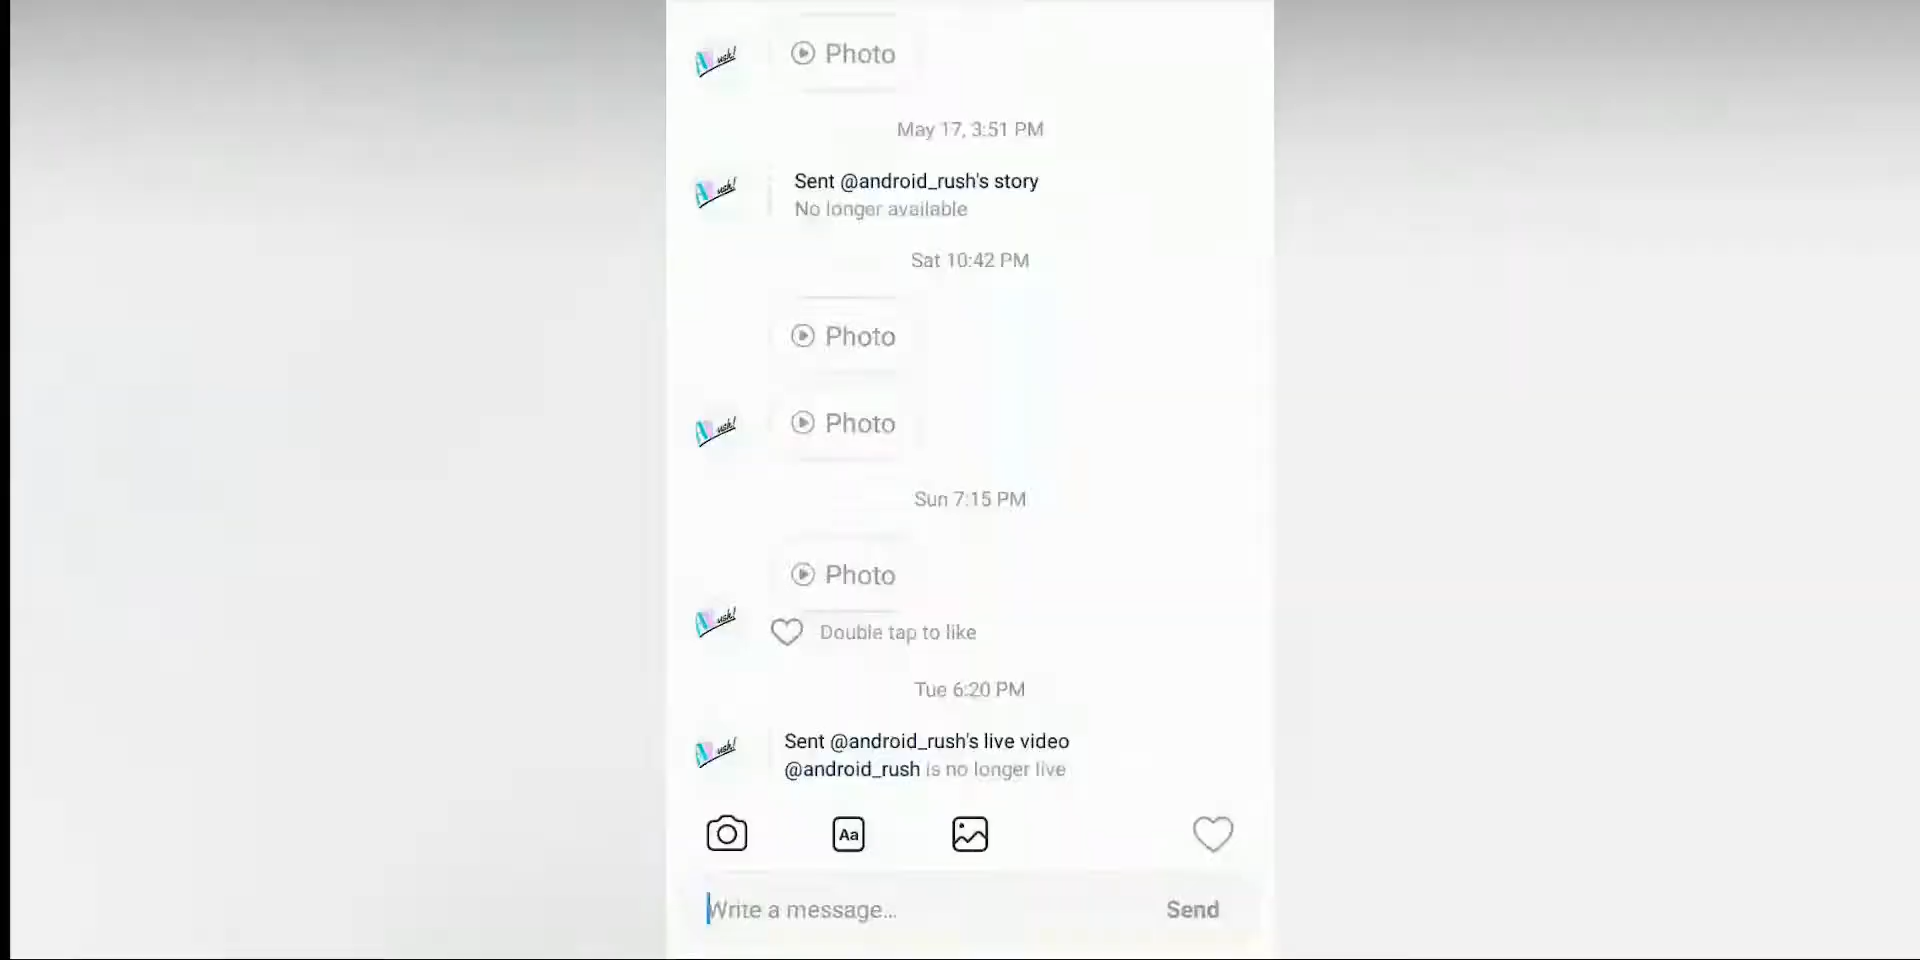 Photo
May 17, 3:51 PM
Sent @android_rush's story
No longer available
Sat 10:42 PM
Photo
Photo
Sun 7:15 PM
Photo
Double tap to like
Tue 6:20 PM
Sent @android_rush's live video
@android_rush is no longer live
Aa
Write a message...
Send